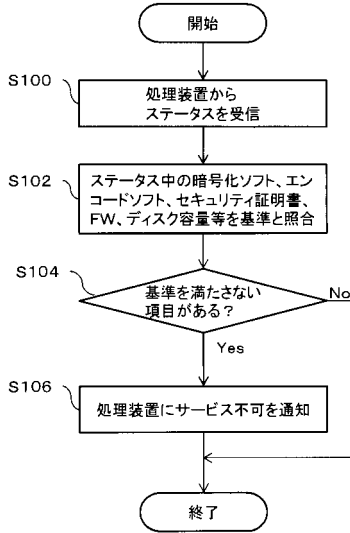 開始
S100
処理装置から
ステータスを受信
S102
ステータス中の暗号化ソフト、エン
コードソフト、セキュリティ証明書、
FW、ディスク容量等を基準と照合
S104
基準を満たさない
項目がある?
No
Yes
S106
処理装置にサービス不可を通知
終了